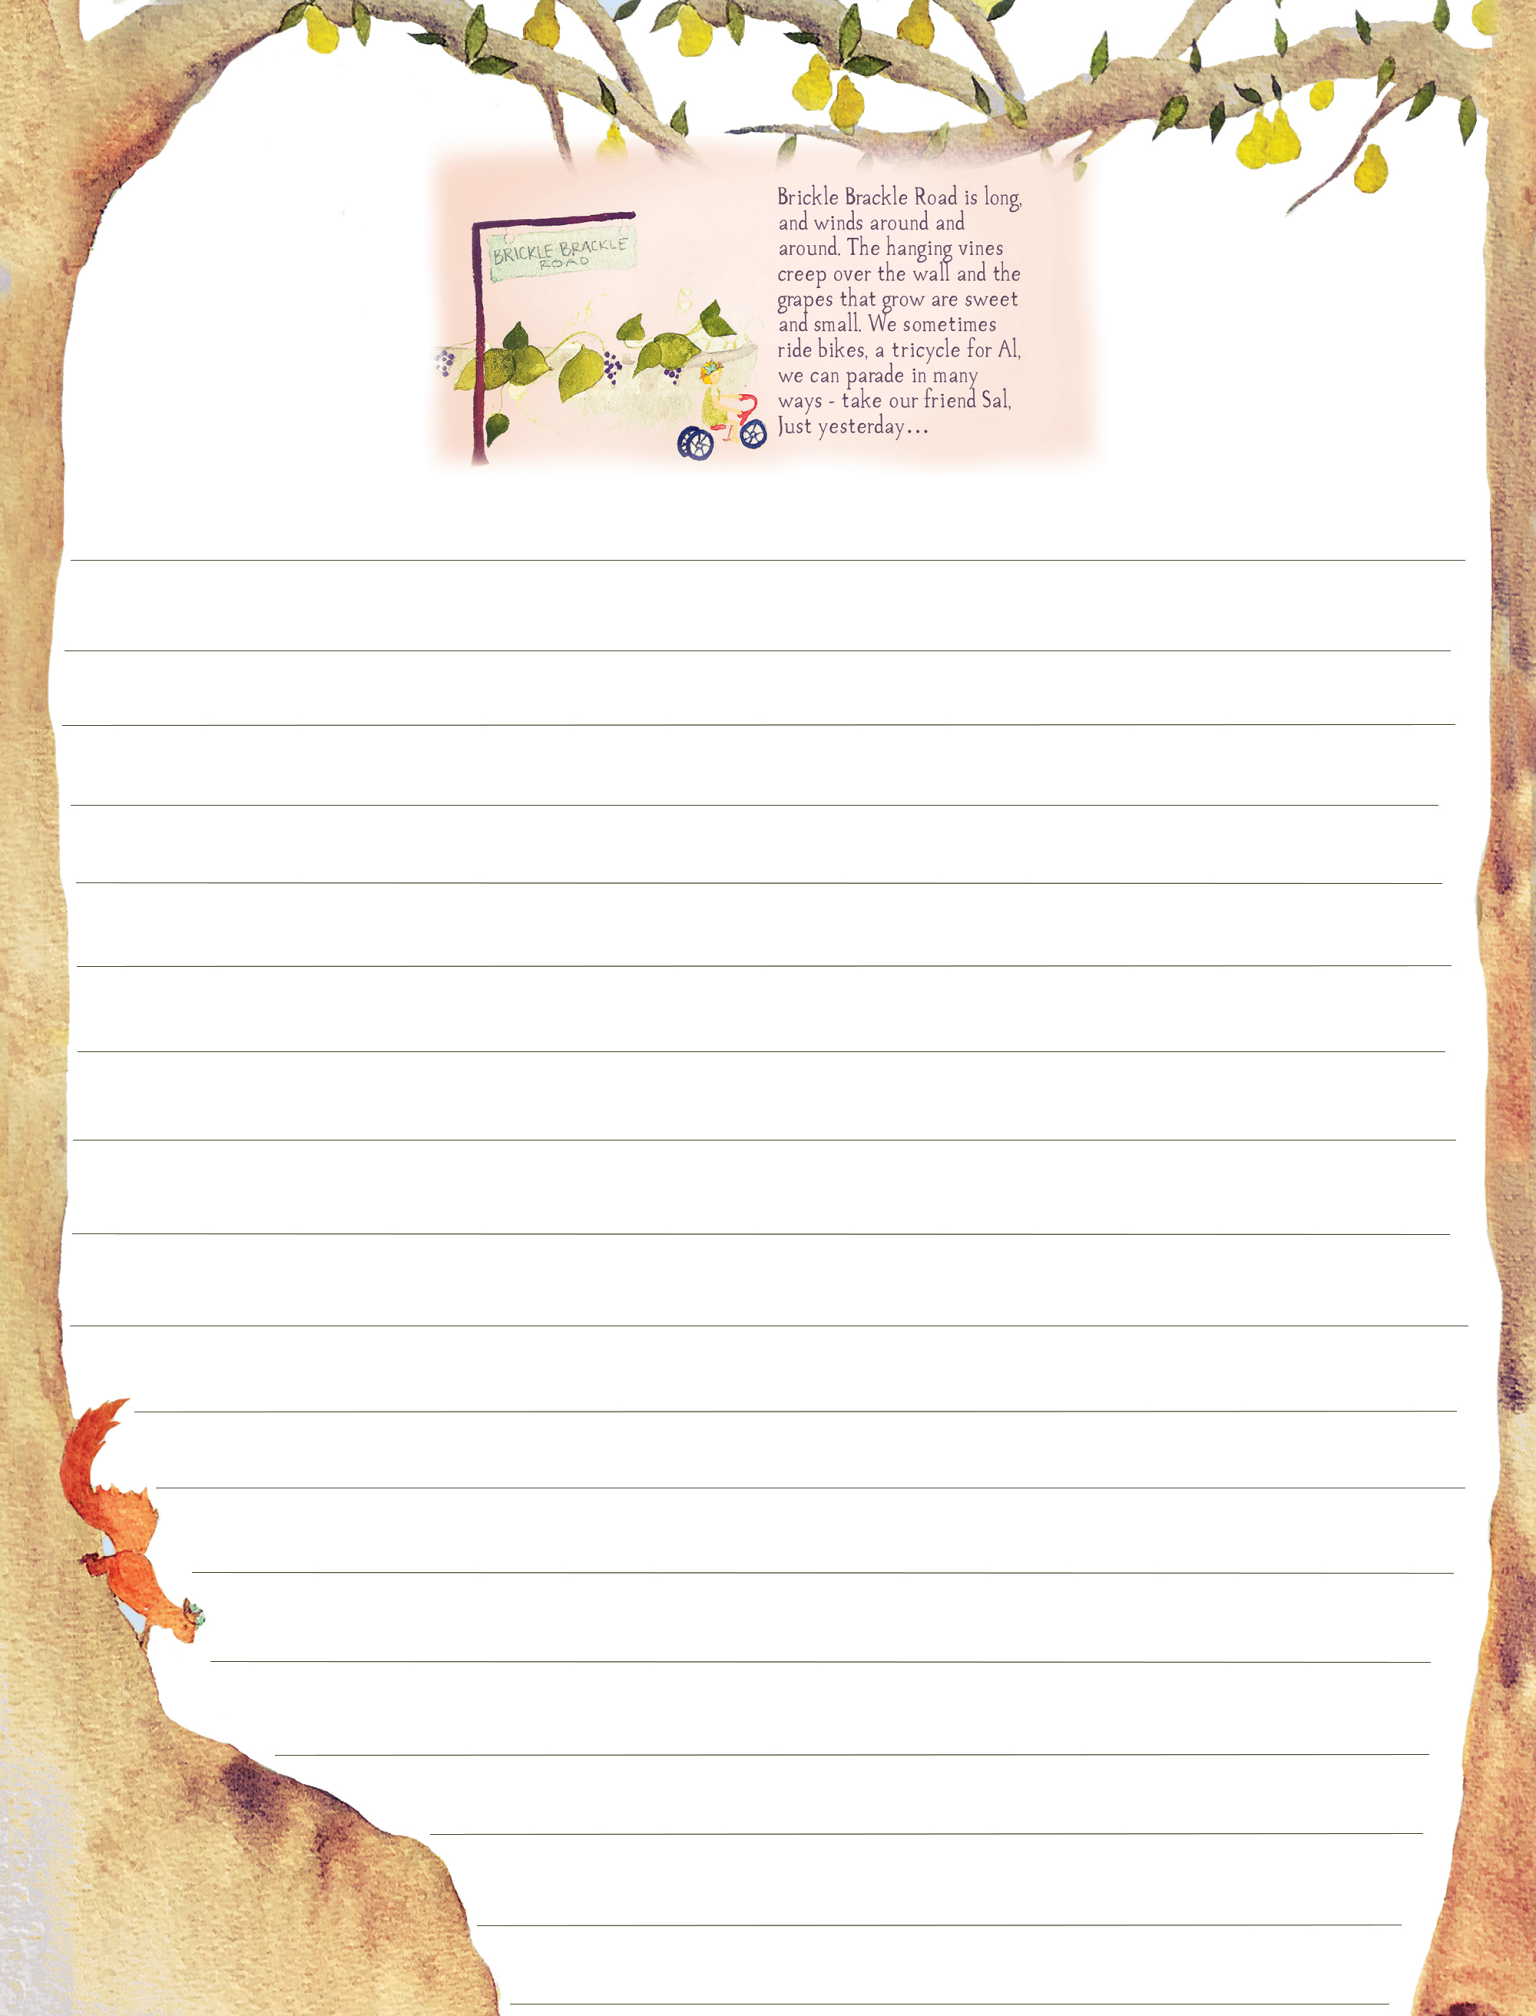 BRICKLE BRACKLE
ROAD
Brickle Brackle Road is long,
and winds around and
around. The hanging vines
creep over the wall and the
grapes that grow are sweet
and small. We sometimes
ride bikes, a tricycle for Al,
we can parade in many
ways - take our friend Sal,
Just yesterday...